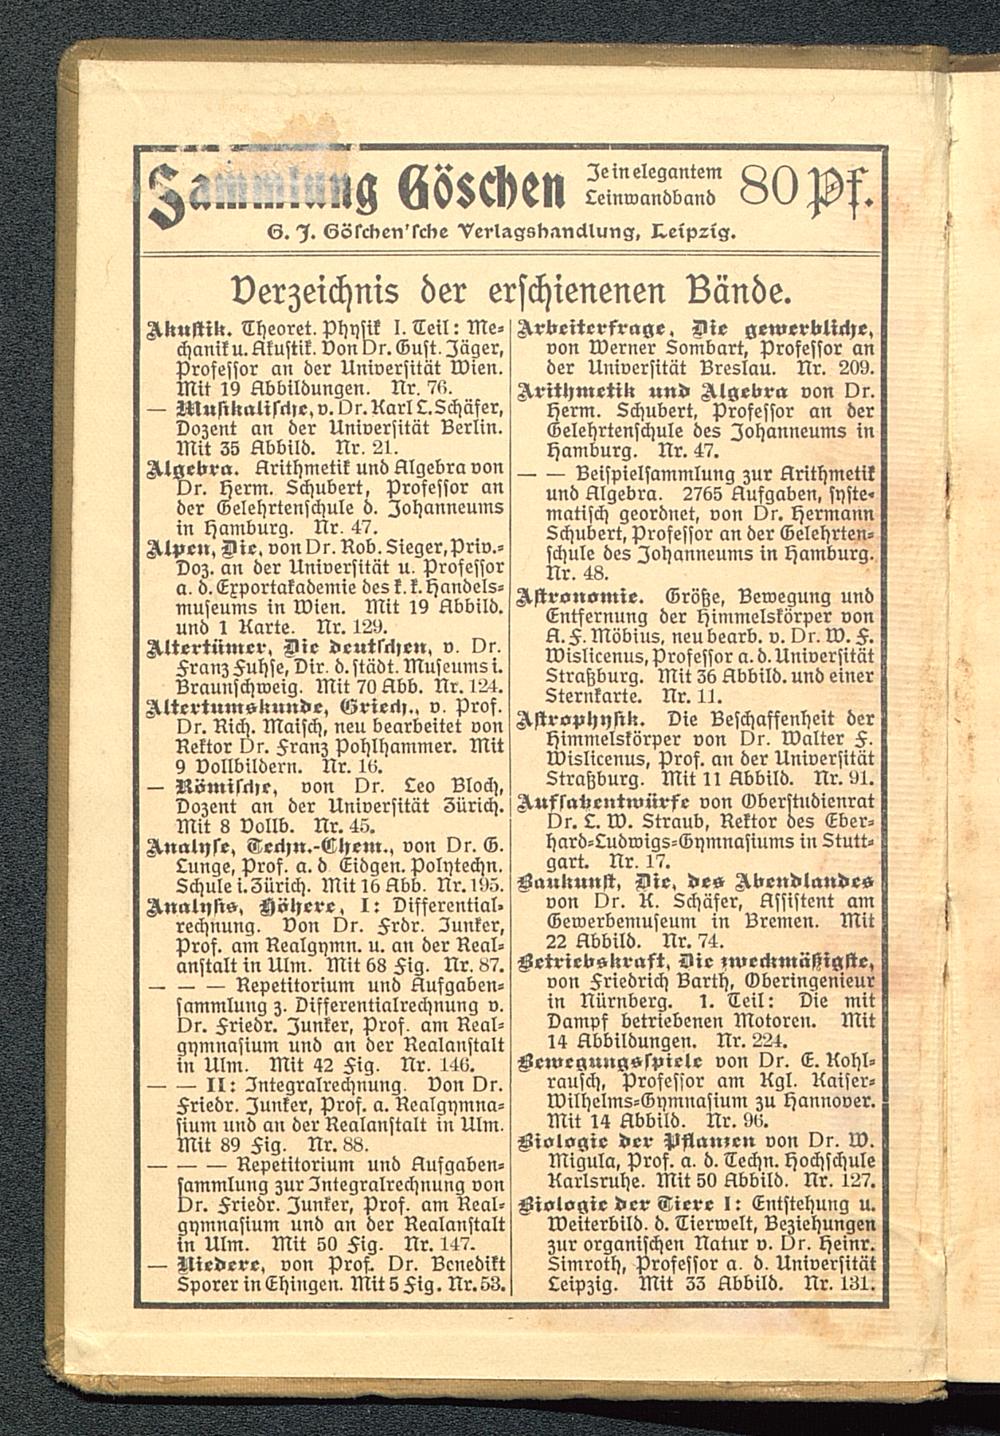 Sammlung Göschen
Je in elegantem
Leinwandband
80 Pf.
G. J. Göschen'sche Verlagshandlung, Leipzig.
Verzeichnis der erschienenen Bände.
Akustik. Theoret. Physik I. Teil: Me-
chanik u. Akustik. Von Dr. Gust. Jäger,
Professor an der Universität Wien.
Mit 19 Abbildungen. Nr. 76.
— Musikalische, v. Dr. Karl L. Schäfer,
Dozent an der Universität Berlin.
Mit 35 Abbild. Nr. 21.
Algebra. Arithmetik und Algebra von
Dr. Herm. Schubert, Professor an
der Gelehrtenschule d. Johanneums
in Hamburg. Nr. 47.
Alpen, Die, von Dr. Rob. Sieger, Priv.-
Doz. an der Universität u. Professor
a. d. Exportakademie des k. k. Handels-
museums in Wien. Mit 19 Abbild.
und 1 Karte. Nr. 129.
Altertümer, Die deutschen, v. Dr.
Franz Fuhse, Dir. d. städt. Museums i.
Braunschweig. Mit 70 Abb. Nr. 124.
Altertumskunde, Griech., v. Prof.
Dr. Rich. Maisch, neu bearbeitet von
Rektor Dr. Franz Pohlhammer. Mit
9 Vollbildern. Nr. 16.
— Römische, von Dr. Leo Bloch,
Dozent an der Universität Zürich.
Mit 8 Vollb. Nr. 45.
Analyse, Techn.-Chem., von Dr. G.
Lunge, Prof. a. d. Eidgen. Polytechn.
Schule i. Zürich. Mit 16 Abb. Nr. 195.
Analysis, Höhere, I: Differential-
rechnung. Von Dr. Frdr. Junker,
Prof. am Realgymn. u. an der Real-
anstalt in Ulm. Mit 68 Fig. Nr. 87.
— — — Repetitorium und Aufgaben-
sammlung z. Differentialrechnung v.
Dr. Friedr. Junker, Prof. am Real-
gymnasium und an der Realanstalt
in Ulm. Mit 42 Fig. Nr. 146.
— — II: Integralrechnung. Von Dr.
Friedr. Junker, Prof. a. Realgymna-
sium und an der Realanstalt in Ulm.
Mit 89 Fig. Nr. 88.
— — — Repetitorium und Aufgaben-
sammlung zur Integralrechnung von
Dr. Friedr. Junker, Prof. am Real-
gymnasium und an der Realanstalt
in Ulm. Mit 50 Fig. Nr. 147.
— Niedere, von Prof. Dr. Benedikt
Sporer in Ehingen. Mit 5 Fig. Nr. 53.
Arbeiterfrage, Die gewerbliche,
von Werner Sombart, Professor an
der Universität Breslau. Nr. 209.
Arithmetik und Algebra von Dr.
Herm. Schubert, Professor an der
Gelehrtenschule des Johanneums in
Hamburg. Nr. 47.
— — Beispielsammlung zur Arithmetik
und Algebra. 2765 Aufgaben, syste-
matisch geordnet, von Dr. Hermann
Schubert, Professor an der Gelehrten-
schule des Johanneums in Hamburg.
Nr. 48.
Astronomie. Größe, Bewegung und
Entfernung der Himmelskörper von
A. F. Möbius, neu bearb. v. Dr. W. F.
Wislicenus, Professor a. d. Universität
Straßburg. Mit 36 Abbild. und einer
Sternkarte. Nr. 11.
Astrophysik. Die Beschaffenheit der
Himmelskörper von Dr. Walter F.
Wislicenus, Prof. an der Universität
Straßburg. Mit 11 Abbild. Nr. 91.
Aufsatzentwürfe von Oberstudienrat
Dr. L. W. Straub, Rektor des Eber-
hard-Ludwigs-Gymnasiums in Stutt-
gart. Nr. 17.
Baukunst, Die, des Abendlandes
von Dr. K. Schäfer, Assistent am
Gewerbemuseum in Bremen. Mit
22 Abbild. Nr. 74.
Betriebskraft, Die zweckmäßigste,
von Friedrich Barth, Oberingenieur
in Nürnberg. 1. Teil: Die mit
Dampf betriebenen Motoren. Mit
14 Abbildungen. Nr. 224.
Bewegungsspiele von Dr. E. Kohl-
rausch, Professor am Kgl. Kaiser-
Wilhelms-Gymnasium zu Hannover.
Mit 14 Abbild. Nr. 96.
Biologie der Pflanzen von Dr. W.
Migula, Prof. a. d. Techn. Hochschule
Karlsruhe. Mit 50 Abbild. Nr. 127.
Biologie der Tiere I: Entstehung u.
Weiterbild. d. Tierwelt, Beziehungen
zur organischen Natur v. Dr. Heinr.
Simroth, Professor a. d. Universität
Leipzig. Mit 33 Abbild. Nr. 131.